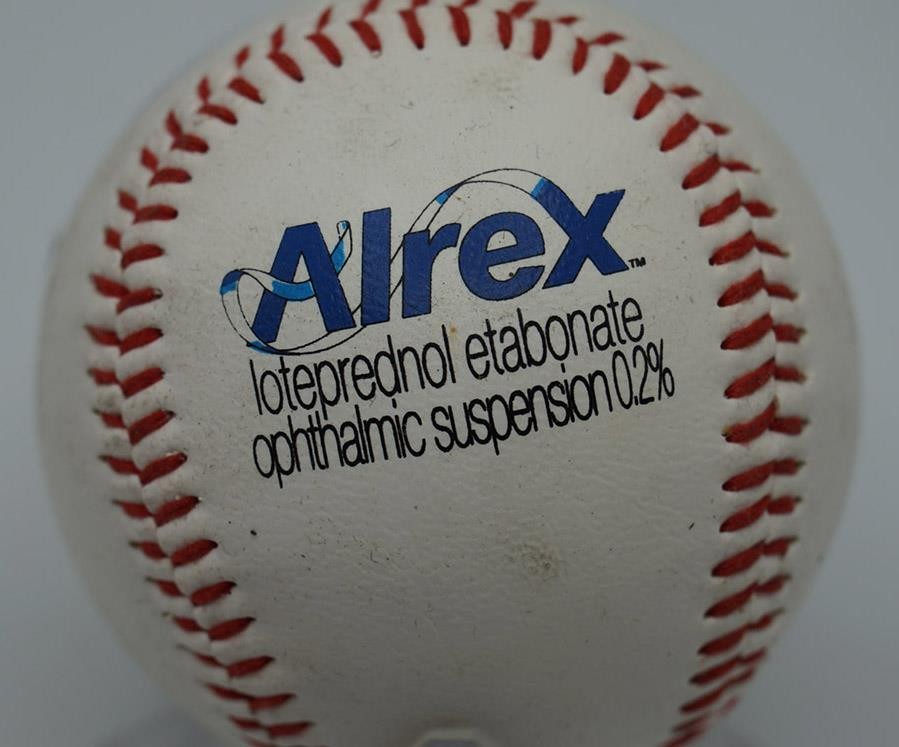 Alrex™
loteprednol etabonate
ophthalmic suspension 0.2%